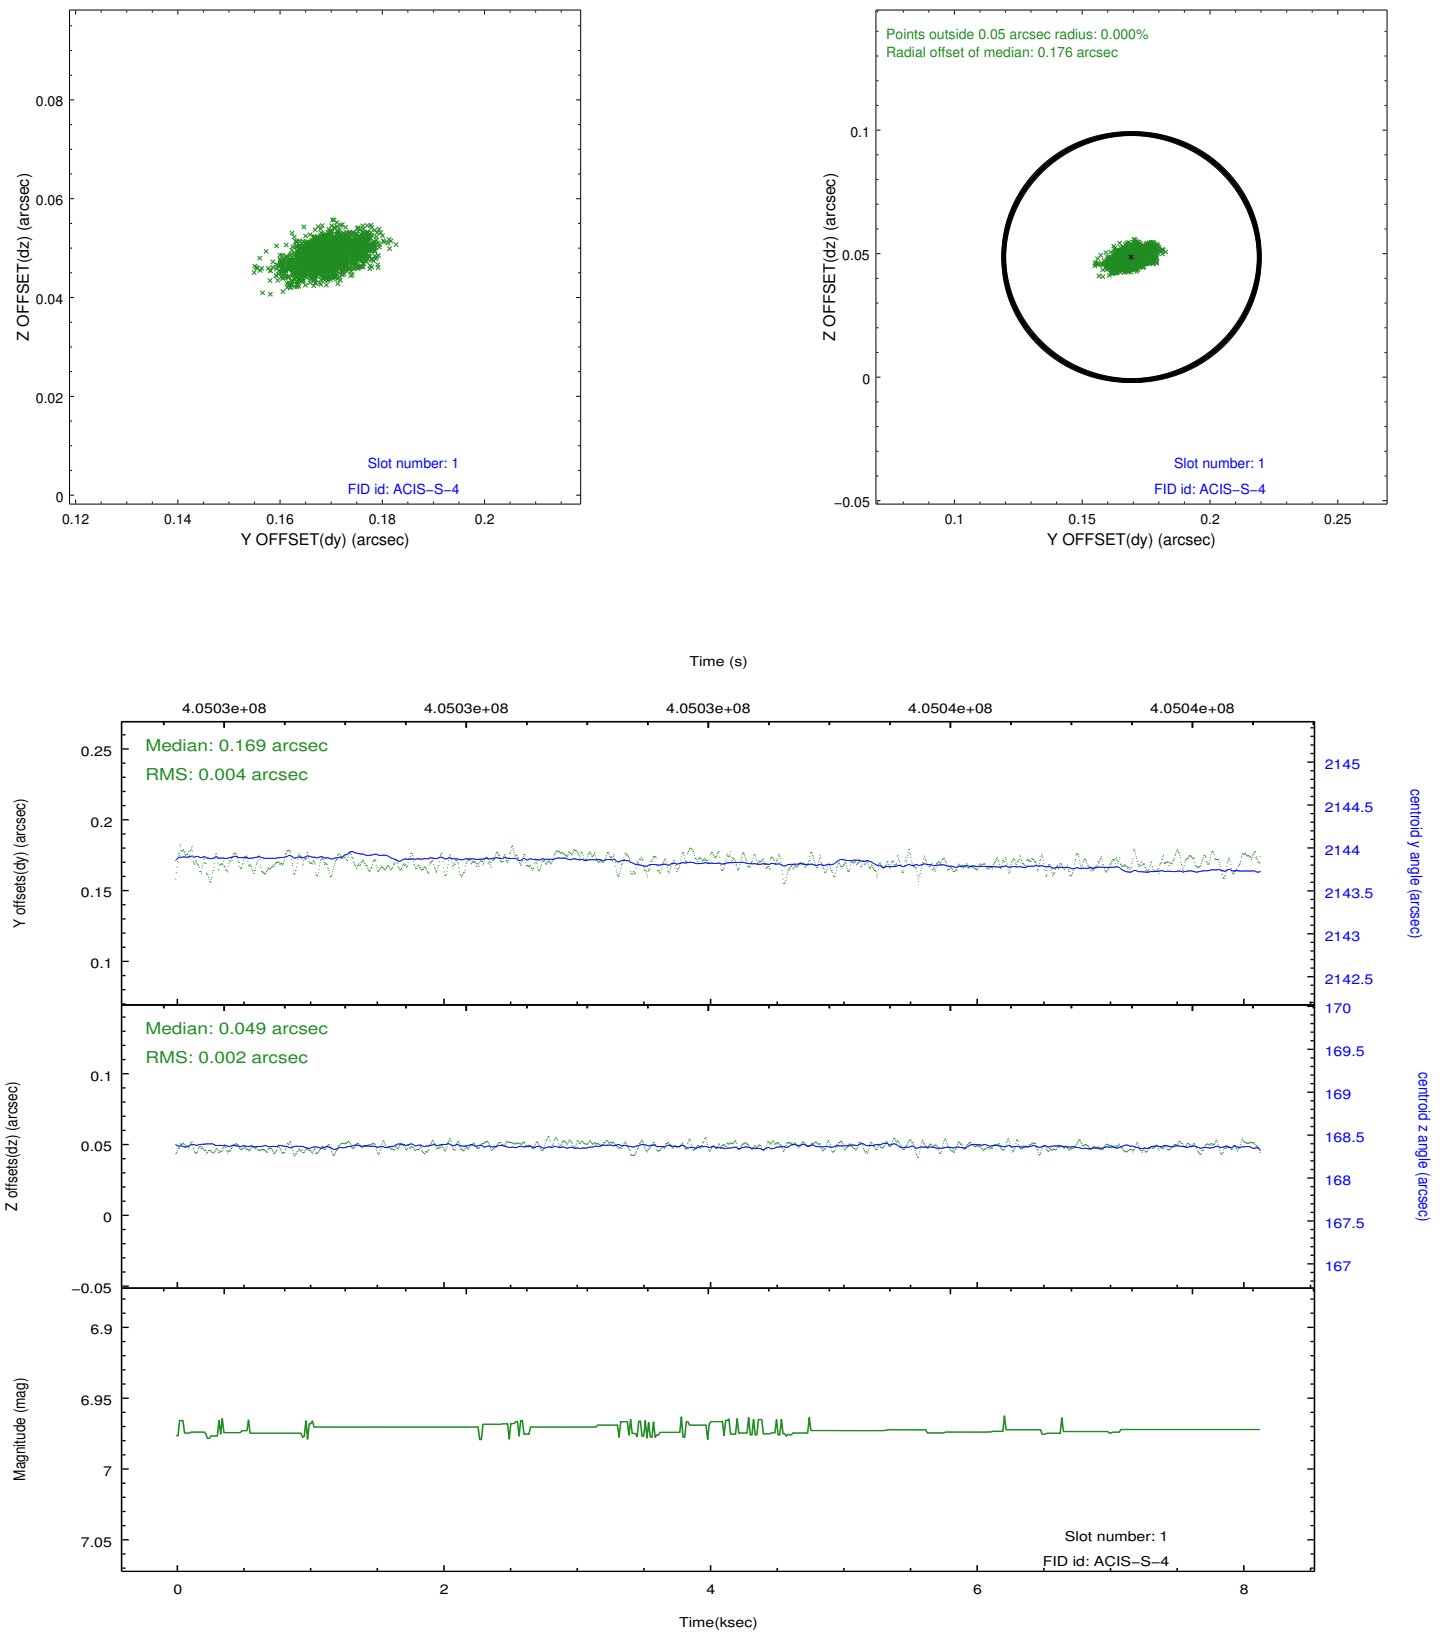 0.08
0.06
0.04
0.02
0
Z OFFSET(dz) (arcsec)
Slot number: 1
FID id: ACIS−S−4
0.12 0.14 0.16 0.18 0.2
Y OFFSET(dy) (arcsec)
Points outside 0.05 arcsec radius: 0.000%
Radial offset of median: 0.176 arcsec
0.1
0.05
0
−0.05
Z OFFSET(dz) (arcsec)
Slot number: 1
FID id: ACIS−S−4
0.1 0.15 0.2 0.25
Y OFFSET(dy) (arcsec)
Time (s)
4.0503e+08 4.0503e+08 4.0503e+08 4.0504e+08 4.0504e+08
Median: 0.169 arcsec
RMS: 0.004 arcsec
0.25
0.2
0.15
0.1
Y offsets(dy) (arcsec)
2145
2144.5
2144
2143.5
2143
2142.5
centroid y angle (arcsec)
Median: 0.049 arcsec
RMS: 0.002 arcsec
0.1
0.05
0
−0.05
Z offsets(dz) (arcsec)
170
169.5
169
168.5
168
167.5
167
centroid z angle (arcsec)
6.9
6.95
7
7.05
Magnitude (mag)
Slot number: 1
FID id: ACIS−S−4
0 2 4 6 8
Time(ksec)